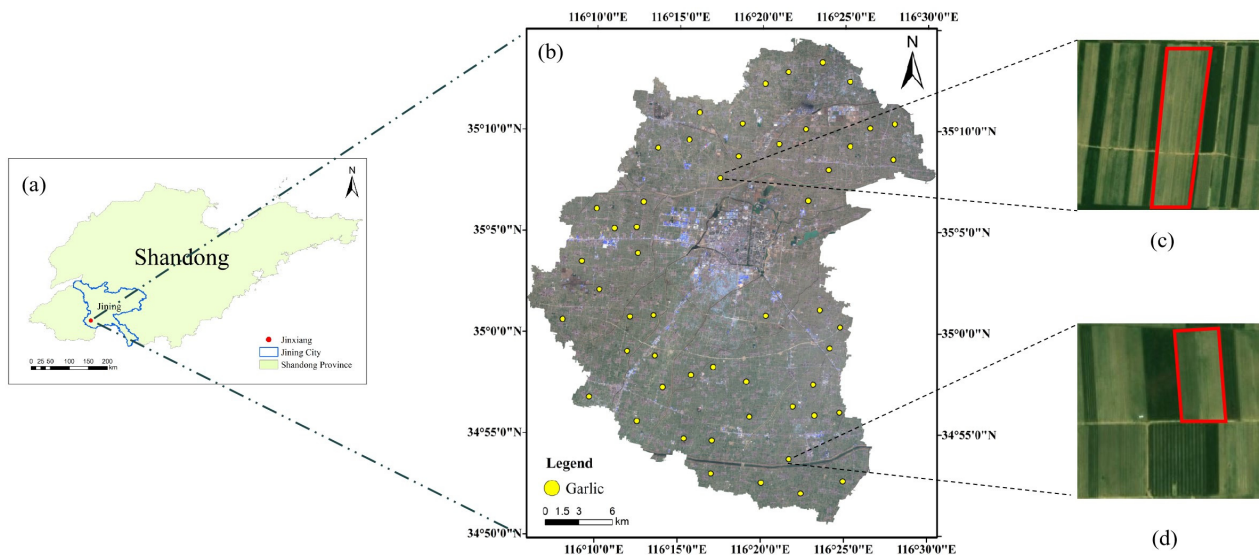 (a)
N
Shandong
Jining
Jinxiang
Jining City
Shandong Province
0 25 50 100 150 200
km
116°10'0"E 116°15'0"E 116°20'0"E 116°25'0"E 116°30'0"E
(b)
N
35°10'0"N
35°10'0"N
35°5'0"N
35°5'0"N
35°0'0"N
35°0'0"N
34°55'0"N
34°55'0"N
34°50'0"N
Legend
Garlic
0 1.5 3 6
km
116°10'0"E 116°15'0"E 116°20'0"E 116°25'0"E 116°30'0"E
(c)
(d)